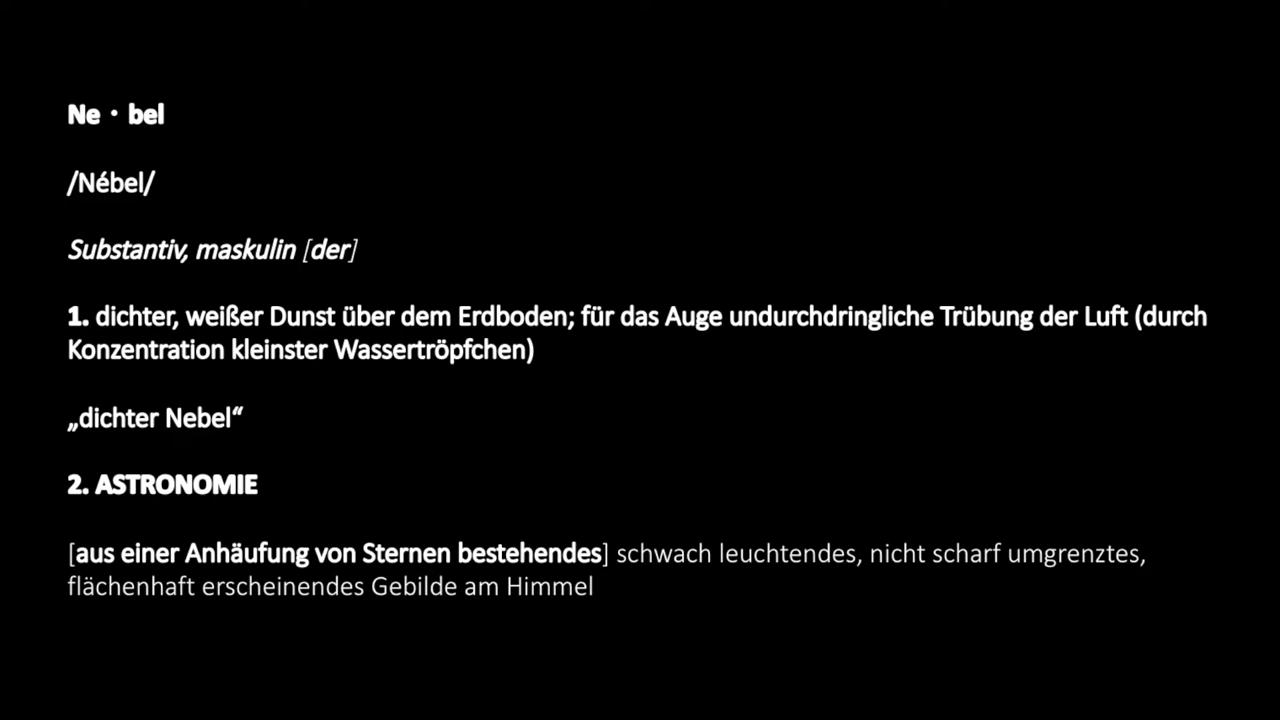 Ne · bel
/Nébel/
Substantiv, maskulin [der]
1. dichter, weißer Dunst über dem Erdboden; für das Auge undurchdringliche Trübung der Luft (durch
Konzentration kleinster Wassertröpfchen)
„dichter Nebel“
2. ASTRONOMIE
[aus einer Anhäufung von Sternen bestehendes] schwach leuchtendes, nicht scharf umgrenztes,
flächenhaft erscheinendes Gebilde am Himmel